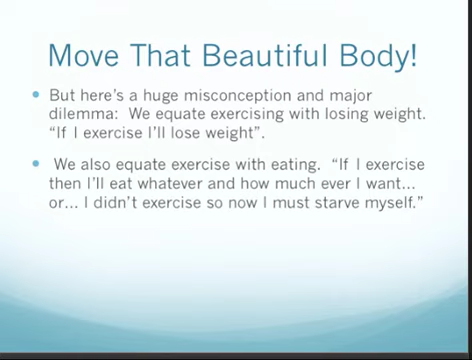 Move That Beautiful Body!
But here's a huge misconception and major
dilemma:  We equate exercising with losing weight.
"If I exercise I'll lose weight".
We also equate exercise with eating.  "If I exercise
then I'll eat whatever and how much ever I want...
or... I didn't exercise so now I must starve myself."